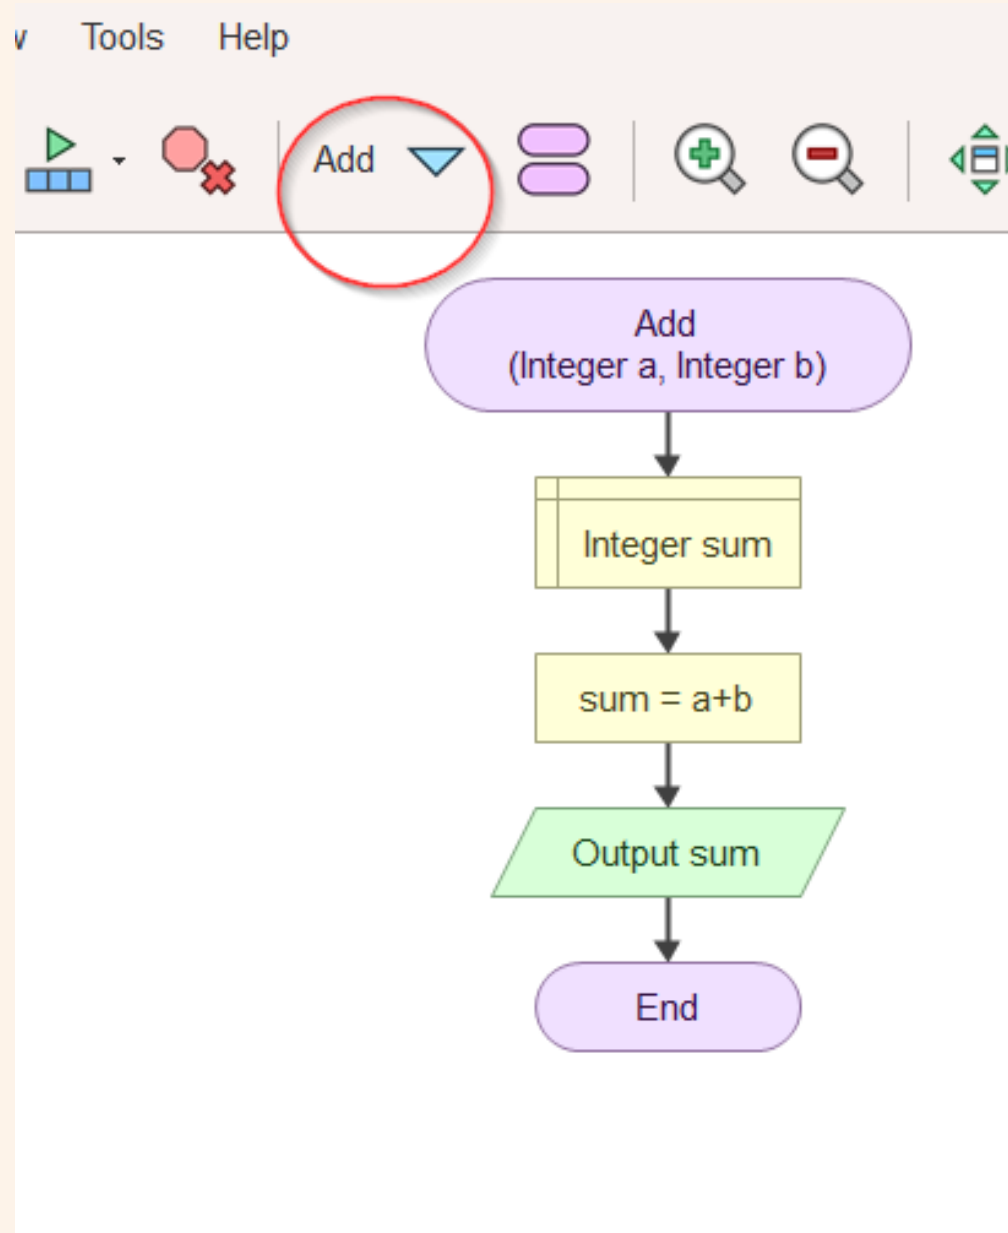 Tools Help
Add
Add
(Integer a, Integer b)
Integer sum
sum = a+b
Output sum
End